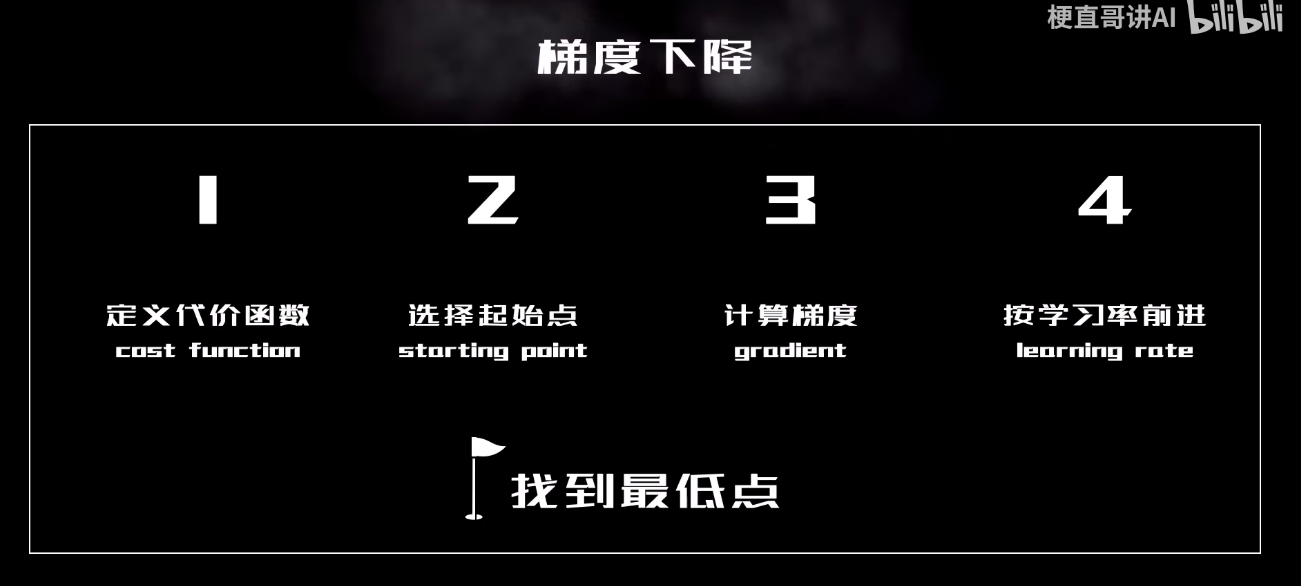 梗直哥讲AI bilibili
梯度下降
1 2 3 4
定义代价函数 选择起始点 计算梯度 按学习率前进
cost function starting point gradient learning rate
找到最低点